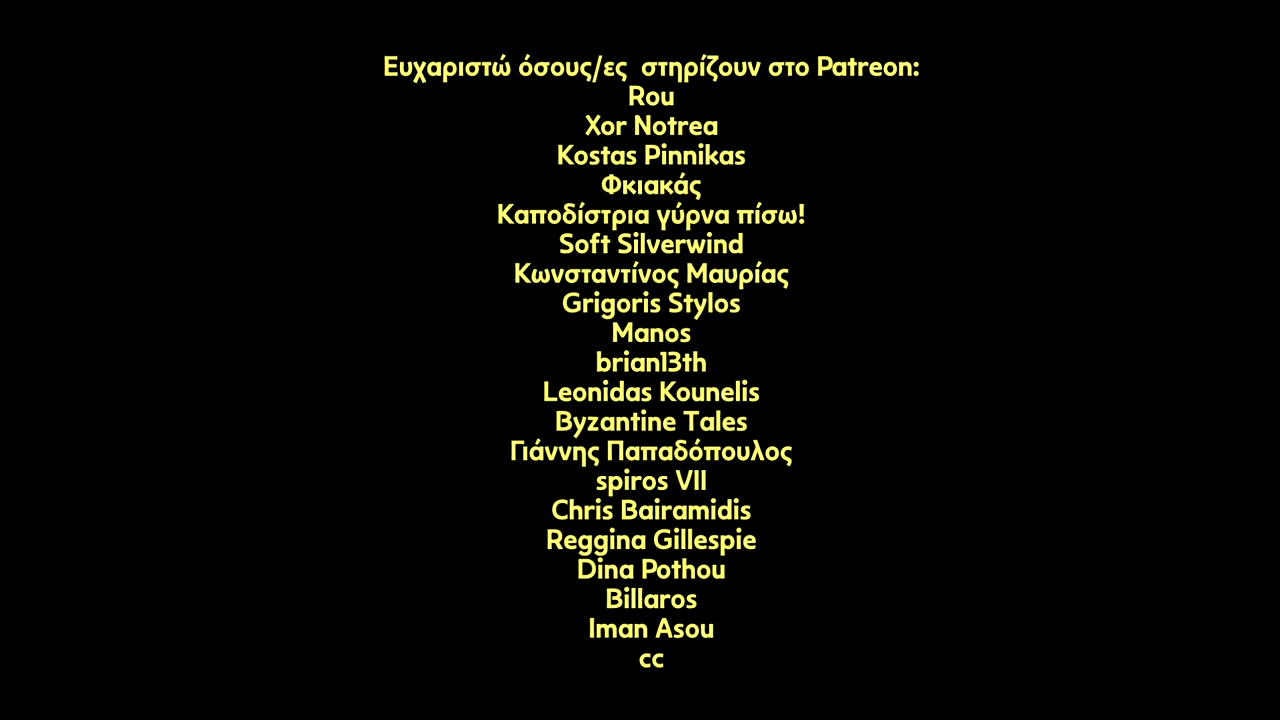 Ευχαριστώ όσους/ες στηρίζουν στο Patreon:
Rou
Xor Notrea
Kostas Pinnikas
Φκιακάς
Καποδίστρια γύρνα πίσω!
Soft Silverwind
Κωνσταντίνος Μαυρίας
Grigoris Stylos
Manos
brian13th
Leonidas Kounelis
Byzantine Tales
Γιάννης Παπαδόπουλος
spiros VII
Chris Bairamidis
Reggina Gillespie
Dina Pothou
Billaros
Iman Asou
cc